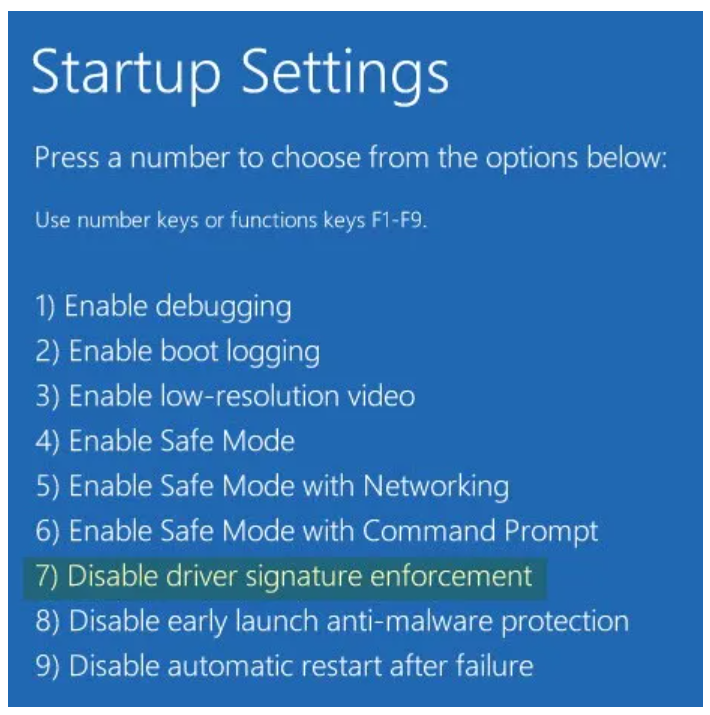 Startup Settings
Press a number to choose from the options below:
Use number keys or functions keys F1-F9.
1) Enable debugging
2) Enable boot logging
3) Enable low-resolution video
4) Enable Safe Mode
5) Enable Safe Mode with Networking
6) Enable Safe Mode with Command Prompt
7) Disable driver signature enforcement
8) Disable early launch anti-malware protection
9) Disable automatic restart after failure